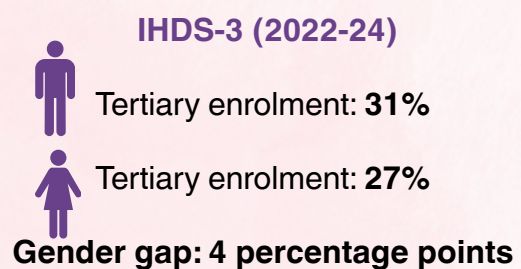 IHDS-3 (2022-24)
Tertiary enrolment: 31%
Tertiary enrolment: 27%
Gender gap: 4 percentage points